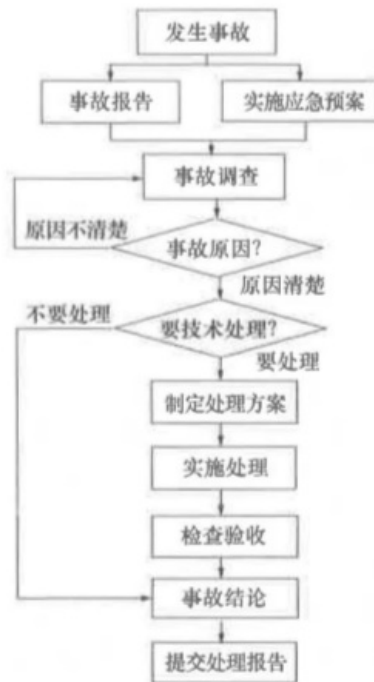 发生事故
事故报告
实施应急预案
事故调查
原因不清楚
事故原因?
原因清楚
不要处理
要技术处理?
要处理
制定处理方案
实施处理
检查验收
事故结论
提交处理报告